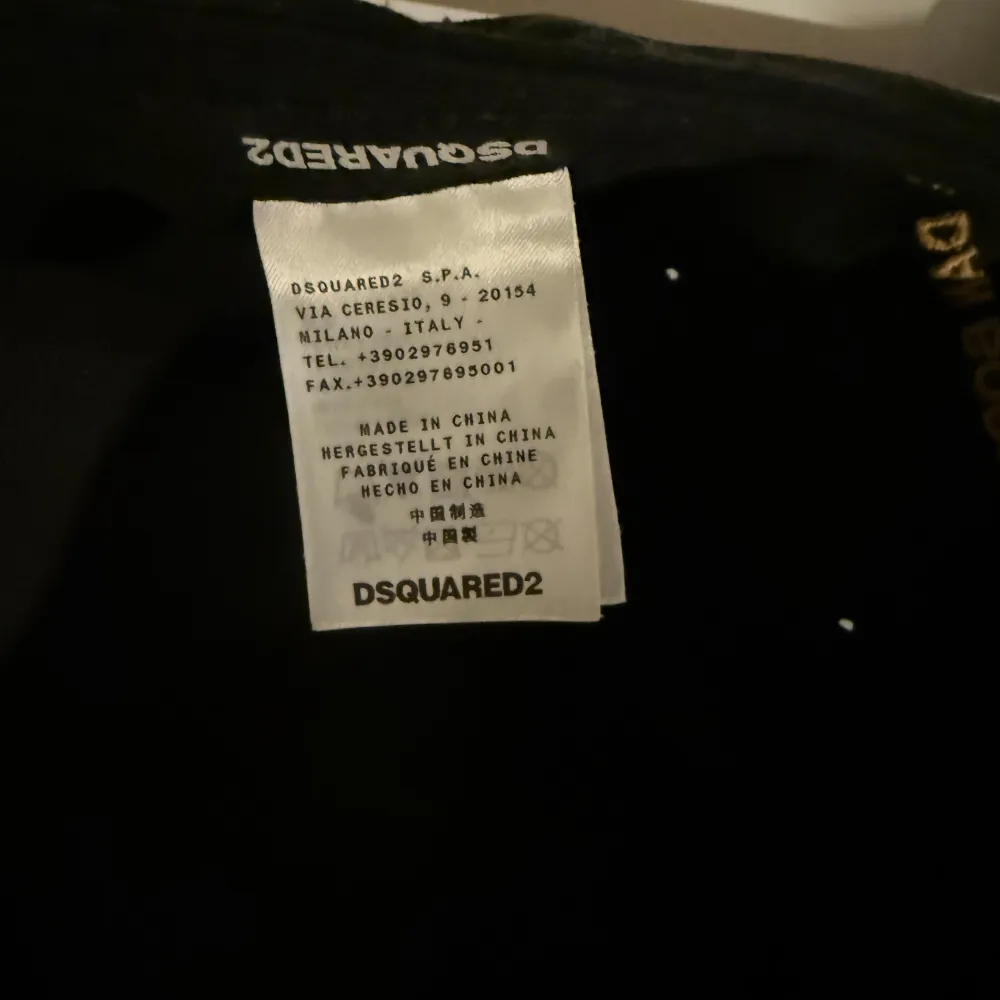 DSQUARED2
DSQUARED2 S.P.A.
VIA CERESIO, 9 - 20154
MILANO - ITALY -
TEL. +3902976951
FAX.+390297695001
MADE IN CHINA
HERGESTELLT IN CHINA
FABRIQUÉ EN CHINE
HECHO EN CHINA
中国制造
中国製
DSQUARED2